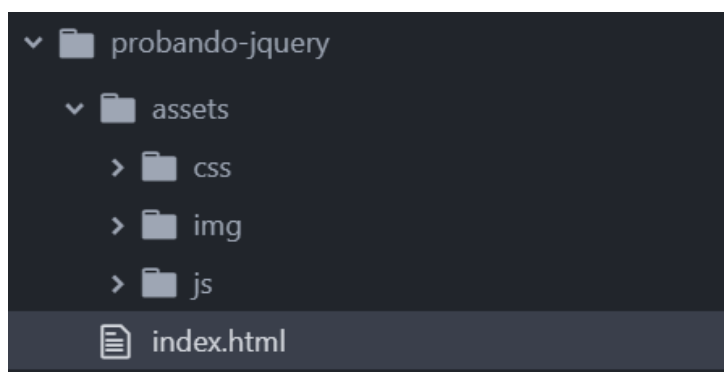 probando-jquery
assets
css
img
js
index.html